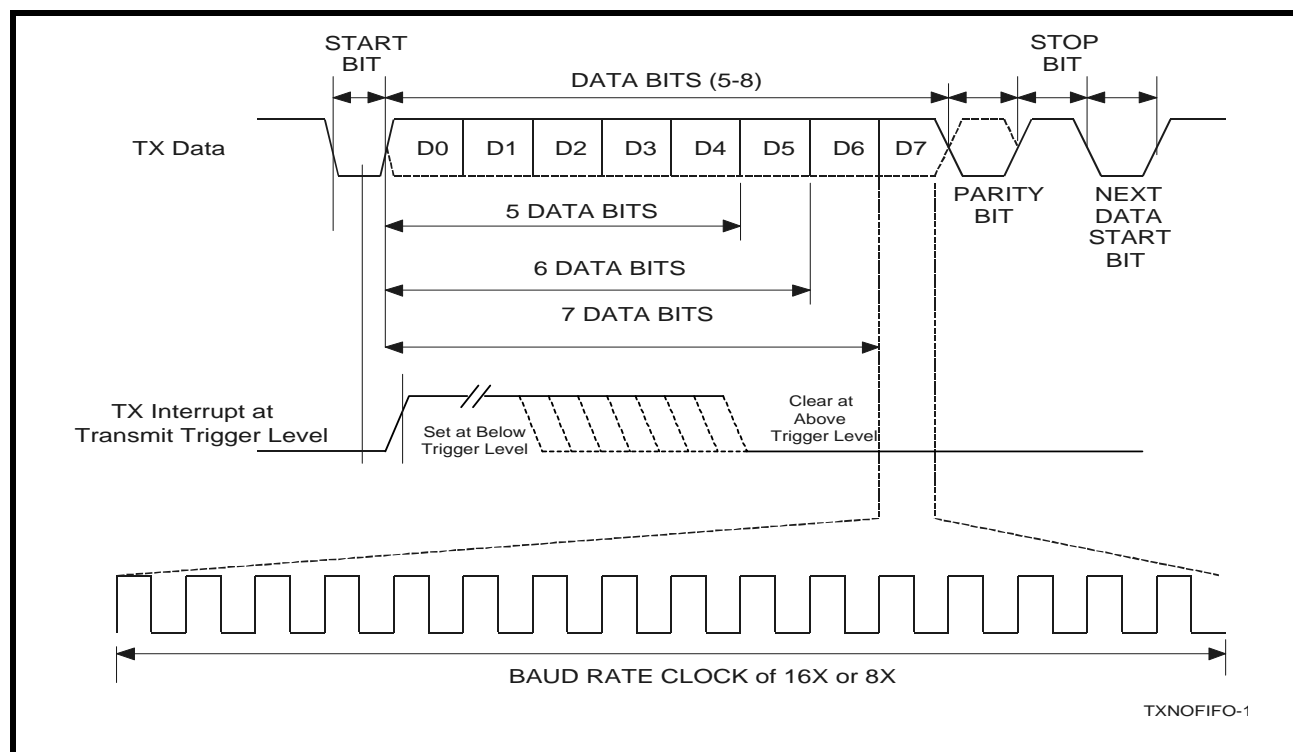 START
BIT
DATA BITS (5-8)
STOP
BIT
TX Data
D0
D1
D2
D3
D4
D5
D6
D7
PARITY
BIT
NEXT
DATA
START
BIT
5 DATA BITS
6 DATA BITS
7 DATA BITS
TX Interrupt at
Transmit Trigger Level
Set at Below
Trigger Level
Clear at
Above
Trigger Level
BAUD RATE CLOCK of 16X or 8X
TXNOFIFO-1